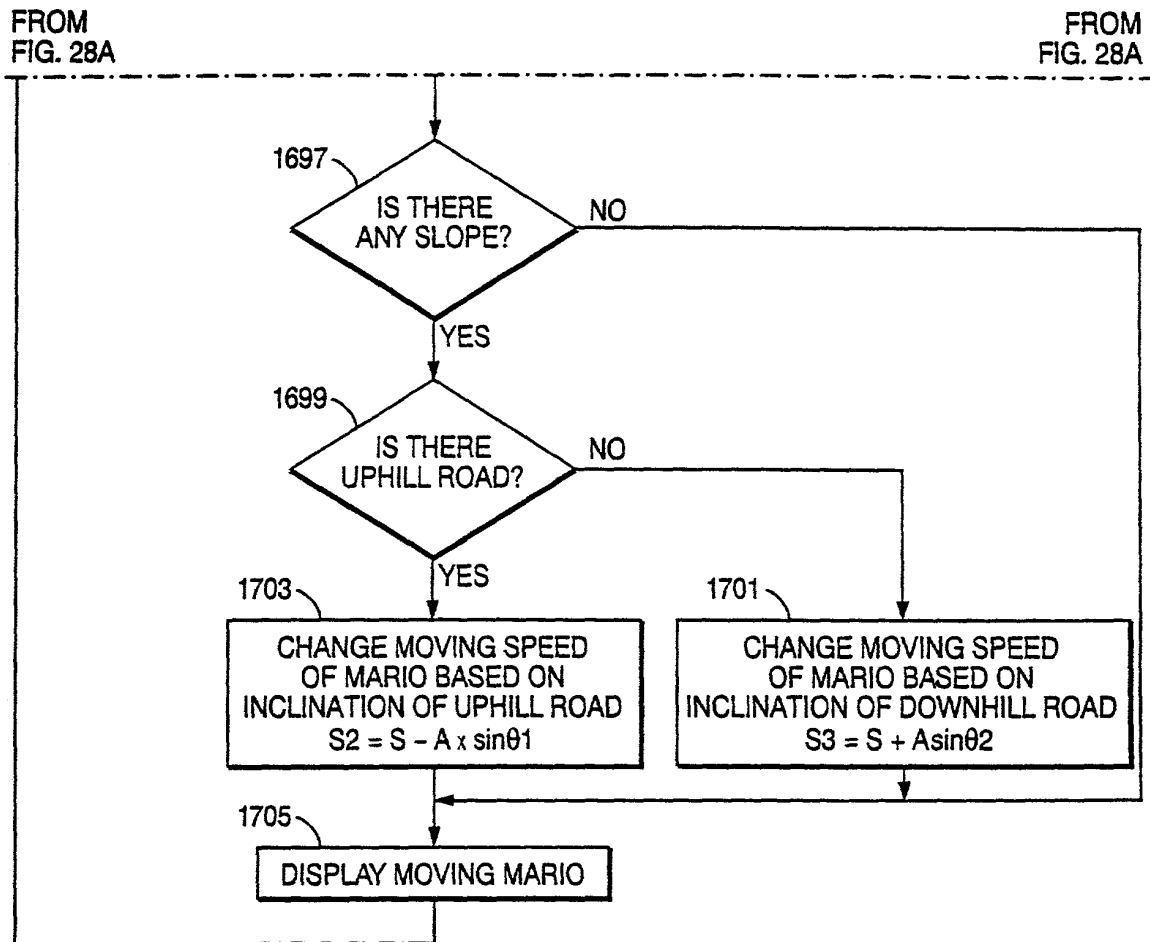 FROM
FIG. 28A
FROM
FIG. 28A
1697
IS THERE
ANY SLOPE?
NO
YES
1699
IS THERE
UPHILL ROAD?
NO
YES
1703
CHANGE MOVING SPEED
OF MARIO BASED ON
INCLINATION OF UPHILL ROAD
S2 = S – A x sinθ1
1701
CHANGE MOVING SPEED
OF MARIO BASED ON
INCLINATION OF DOWNHILL ROAD
S3 = S + Asinθ2
1705
DISPLAY MOVING MARIO